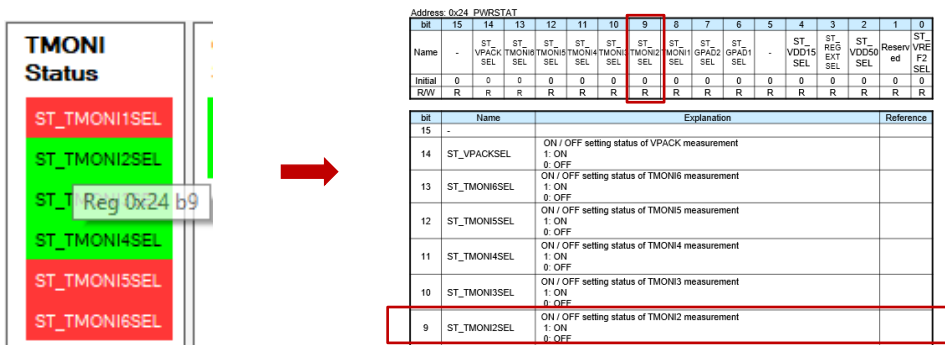 TMONI
Status
ST_TMONI1SEL
ST_TMONI2SEL
ST_T
Reg 0x24 b9
ST_TMONI4SEL
ST_TMONI5SEL
ST_TMONI6SEL
Address: 0x24 PWRSTAT
bit 15 14 13 12 11 10 9 8 7 6 5 4 3 2 1 0
Name - ST_VPACK SEL ST_TMONI6 SEL ST_TMONI5 SEL ST_TMONI4 SEL ST_TMONI3 SEL ST_TMONI2 SEL ST_TMONI1 SEL ST_GPAD2 SEL ST_GPAD1 SEL - ST_VDD15 SEL ST_REG EXT SEL ST_VDD50 SEL Reserved ST_VREF2 SEL
Initial 0 0 0 0 0 0 0 0 0 0 0 0 0 0 0 0
R/W R R R R R R R R R R R R R R R R
bit Name Explanation Reference
15 -
14 ST_VPACKSEL ON / OFF setting status of VPACK measurement
1: ON
0: OFF
13 ST_TMONI6SEL ON / OFF setting status of TMONI6 measurement
1: ON
0: OFF
12 ST_TMONI5SEL ON / OFF setting status of TMONI5 measurement
1: ON
0: OFF
11 ST_TMONI4SEL ON / OFF setting status of TMONI4 measurement
1: ON
0: OFF
10 ST_TMONI3SEL ON / OFF setting status of TMONI3 measurement
1: ON
0: OFF
9 ST_TMONI2SEL ON / OFF setting status of TMONI2 measurement
1: ON
0: OFF